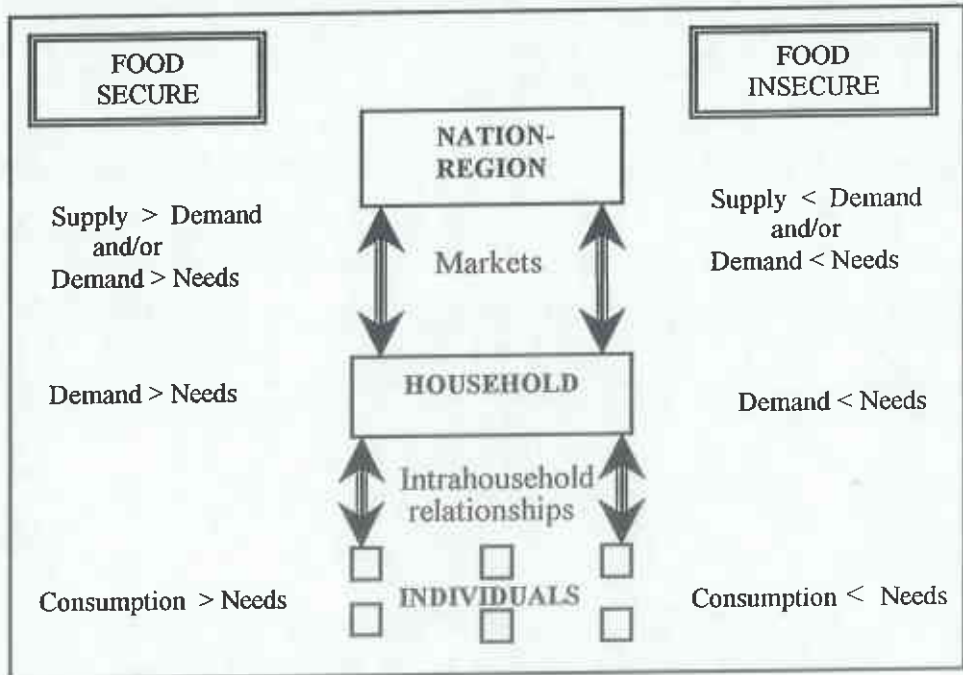 FOOD
SECURE
FOOD
INSECURE
NATION-
REGION
Supply > Demand
and/or
Demand > Needs
Markets
Supply < Demand
and/or
Demand < Needs
Demand > Needs
HOUSEHOLD
Demand < Needs
Intrahousehold
relationships
Consumption > Needs
INDIVIDUALS
Consumption < Needs